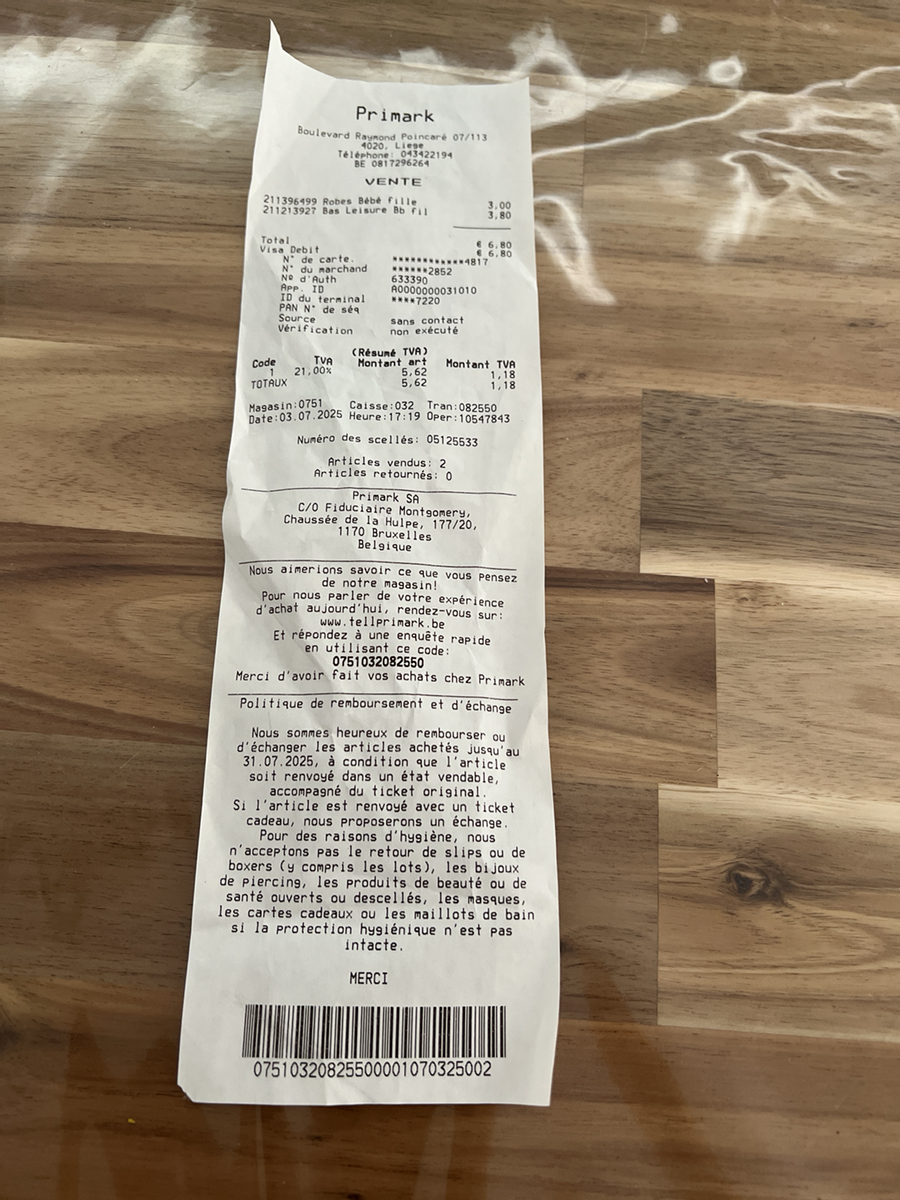 Primark
Boulevard Raymond Poincaré 07/113
4020, Liege
Téléphone: 043422194
BE 0817296264
VENTE
211396499 Robes Bébé fille 3,00
211213927 Bas Leisure Bb fil 3,80
Total € 6,80
Visa Debit € 6,80
N° de carte. ************4817
N° du marchand ******2852
Nº d'Auth 633390
App. ID A0000000031010
ID du terminal ****7220
PAN N° de séq
Source sans contact
Vérification non exécuté
(Résumé TVA)
Code TVA Montant art Montant TVA
1 21,00% 5,62 1,18
TOTAUX 5,62 1,18
Magasin:0751 Caisse:032 Tran:082550
Date:03.07.2025 Heure:17:19 Oper:10547843
Numéro des scellés: 05125533
Articles vendus: 2
Articles retournés: 0
Primark SA
C/O Fiduciaire Montgomery,
Chaussée de la Hulpe, 177/20,
1170 Bruxelles
Belgique
Nous aimerions savoir ce que vous pensez
de notre magasin!
Pour nous parler de votre expérience
d'achat aujourd'hui, rendez-vous sur:
www.tellprimark.be
Et répondez à une enquête rapide
en utilisant ce code:
0751032082550
Merci d'avoir fait vos achats chez Primark
Politique de remboursement et d'échange
Nous sommes heureux de rembourser ou
d'échanger les articles achetés jusqu'au
31.07.2025, à condition que l'article
soit renvoyé dans un état vendable,
accompagné du ticket original.
Si l'article est renvoyé avec un ticket
cadeau, nous proposerons un échange.
Pour des raisons d'hygiène, nous
n'acceptons pas le retour de slips ou de
boxers (y compris les lots), les bijoux
de piercing, les produits de beauté ou de
santé ouverts ou descellés, les masques,
les cartes cadeaux ou les maillots de bain
si la protection hygiénique n'est pas
intacte.
MERCI
07510320825500001070325002